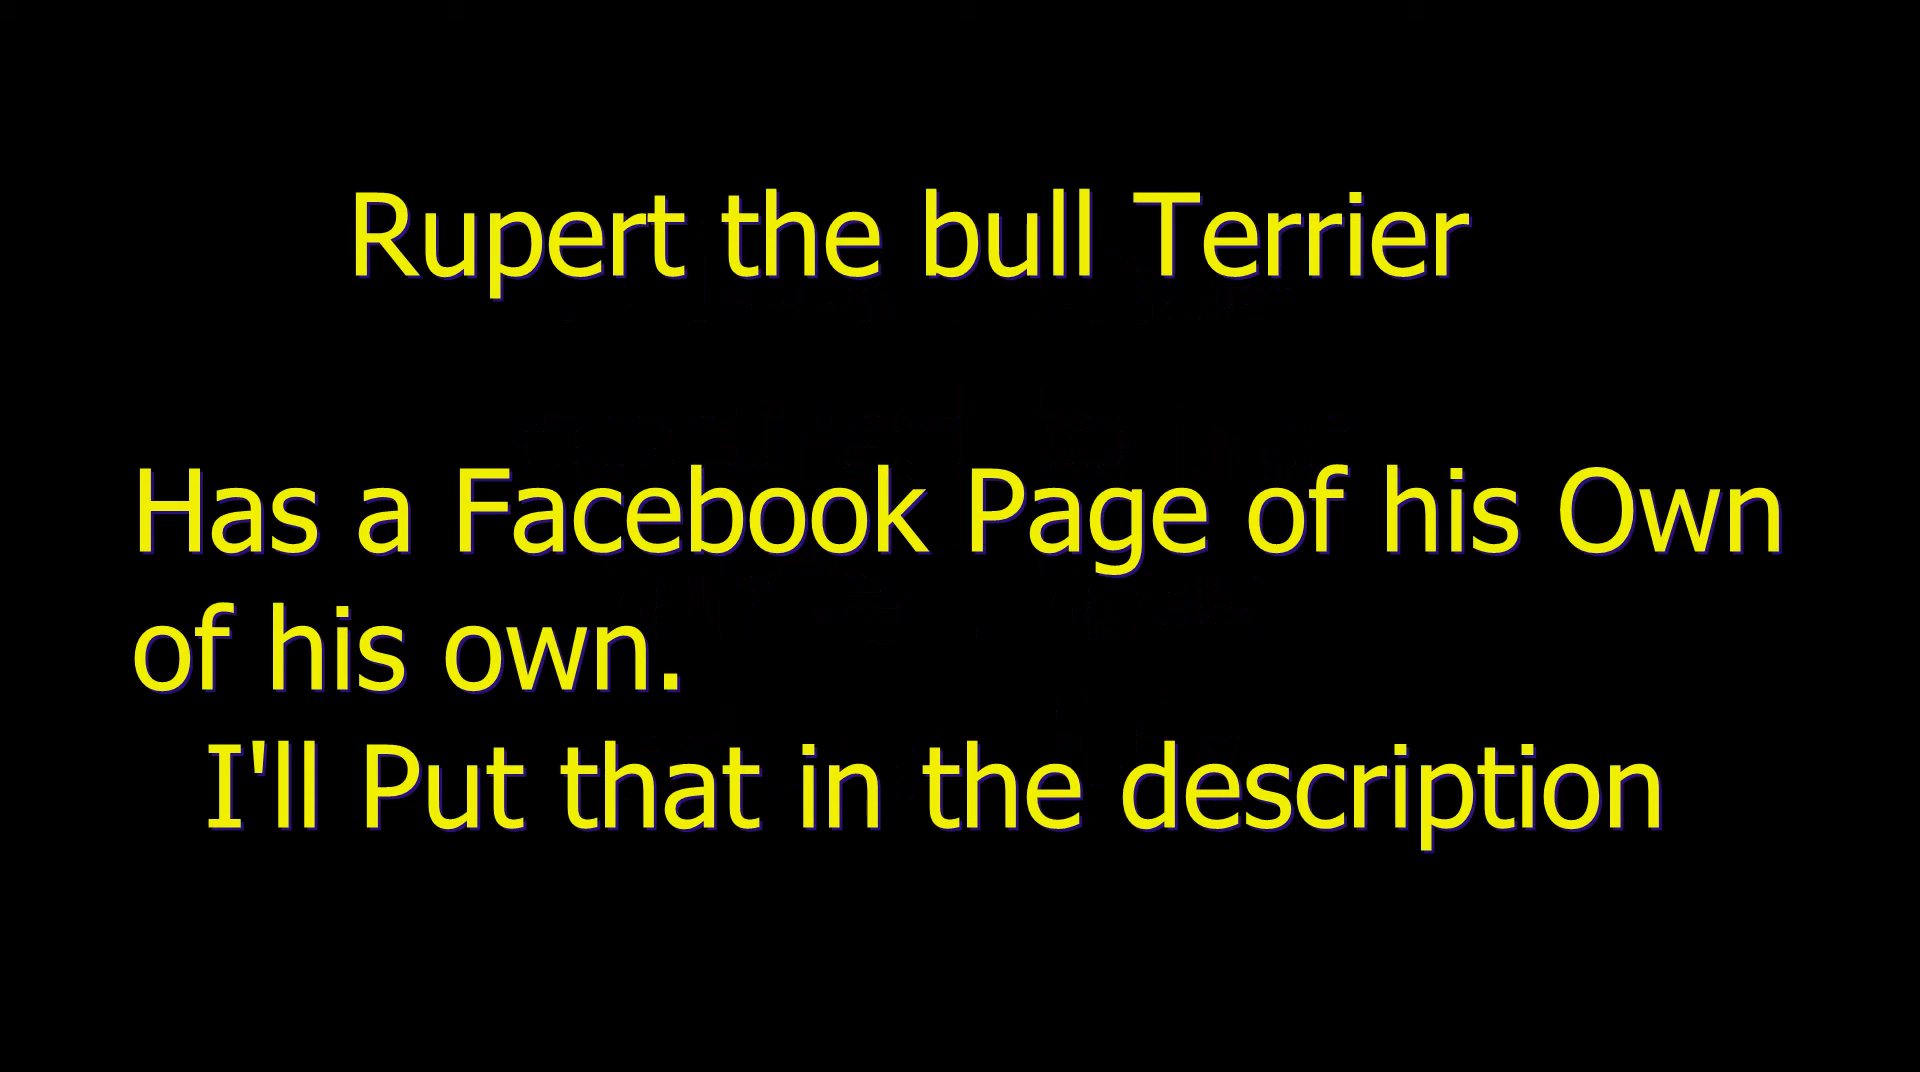 Rupert the bull Terrier
Has a Facebook Page of his Own
of his own.
I'll Put that in the description